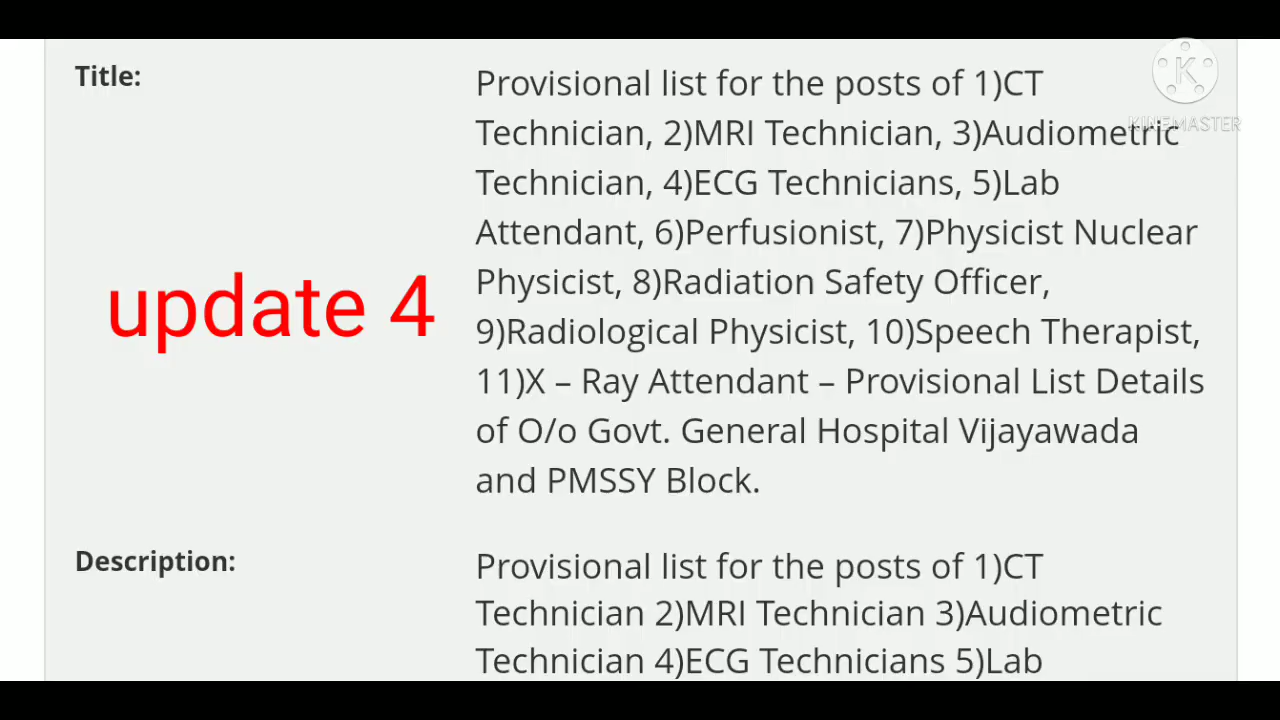 Title:
Provisional list for the posts of 1)CT
Technician, 2)MRI Technician, 3)Audiometric
Technician, 4)ECG Technicians, 5)Lab
Attendant, 6)Perfusionist, 7)Physicist Nuclear
Physicist, 8)Radiation Safety Officer,
9)Radiological Physicist, 10)Speech Therapist,
11)X – Ray Attendant – Provisional List Details
of O/o Govt. General Hospital Vijayawada
and PMSSY Block.
update 4
K
KINEMASTER
Description:
Provisional list for the posts of 1)CT
Technician 2)MRI Technician 3)Audiometric
Technician 4)ECG Technicians 5)Lab